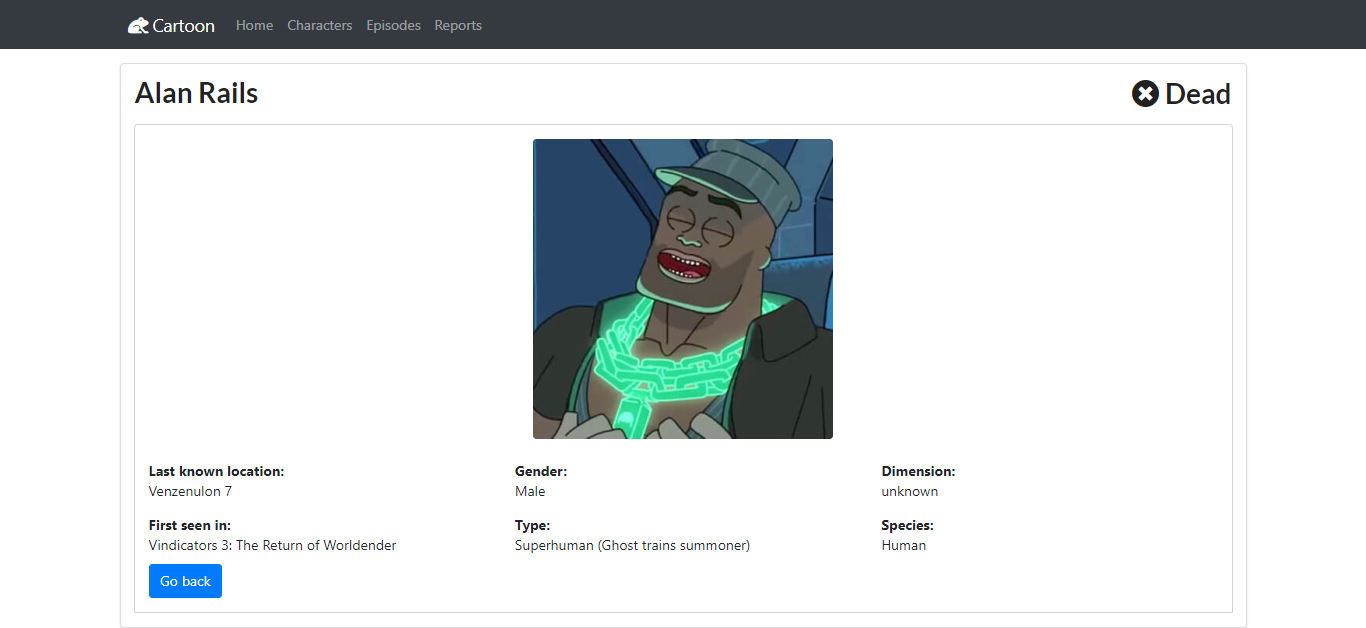 Cartoon Home Characters Episodes Reports
Alan Rails Dead
Last known location: Gender: Dimension:
Venzenulon 7 Male unknown
First seen in: Type: Species:
Vindicators 3: The Return of Worldender Superhuman (Ghost trains summoner) Human
Go back